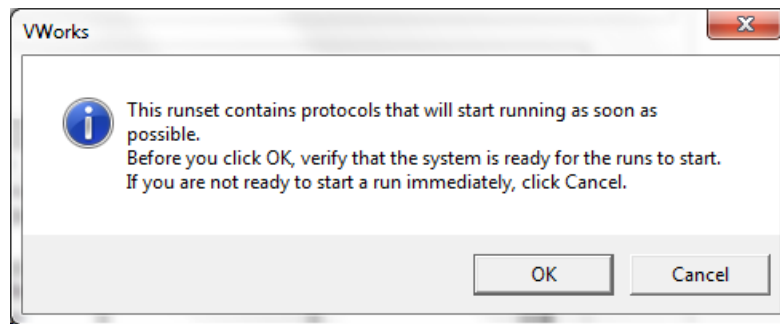 VWorks
This runset contains protocols that will start running as soon as
possible.
Before you click OK, verify that the system is ready for the runs to start.
If you are not ready to start a run immediately, click Cancel.
OK
Cancel